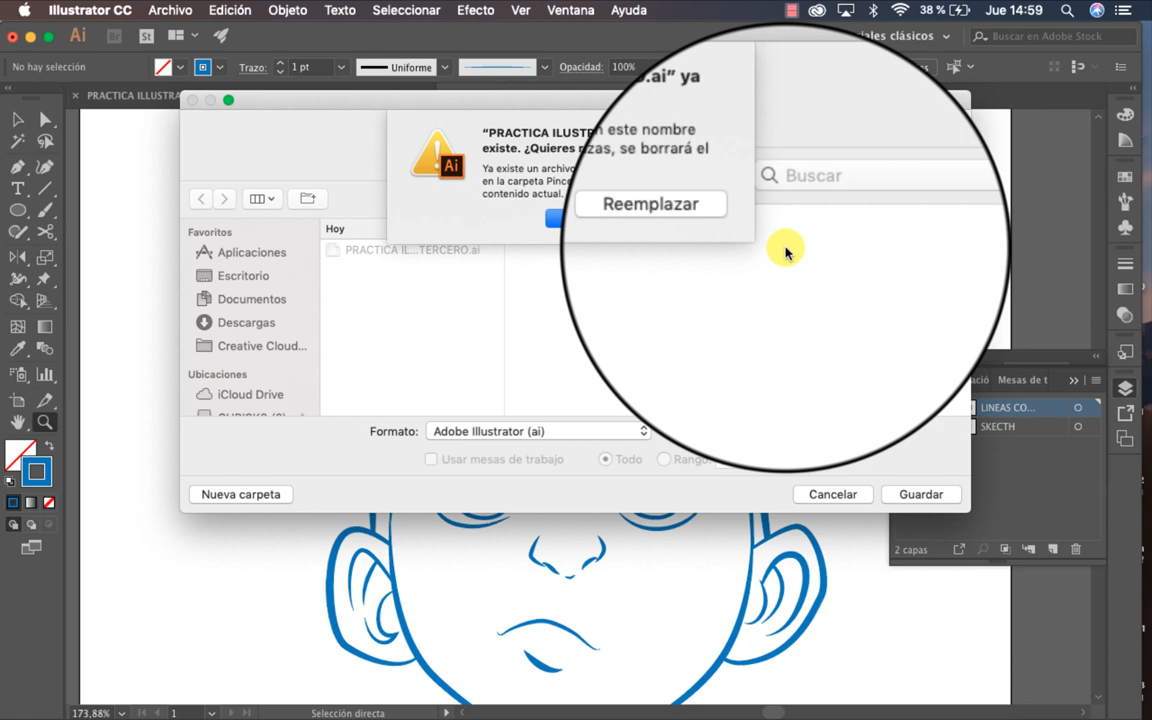 Illustrator CC Archivo Edición Objeto Texto Seleccionar Efecto Ver Ventana Ayuda 38 % Jue 14:59
Ai Br St ciales clásicos Buscar en Adobe Stock
No hay selección Trazo: 1 pt Uniforme Opacidad: 100%
× PRACTICA ILUSTRA
.ai” ya
“PRACTICA ILUSTR
existe. ¿Quieres
n este nombre
zas, se borrará el
Ya existe un archivo
en la carpeta Pince
contenido actual.
Ai
Reemplazar
Buscar
Favoritos
Aplicaciones
Escritorio
Documentos
Descargas
Creative Cloud...
Ubicaciones
iCloud Drive
Hoy
PRACTICA IL...TERCERO.ai
Formato: Adobe Illustrator (ai)
Usar mesas de trabajo Todo Rango:
Nueva carpeta Cancelar Guardar
ació Mesas de t
LINEAS CO...
SKECTH
2 capas
173,88% 1 Selección directa